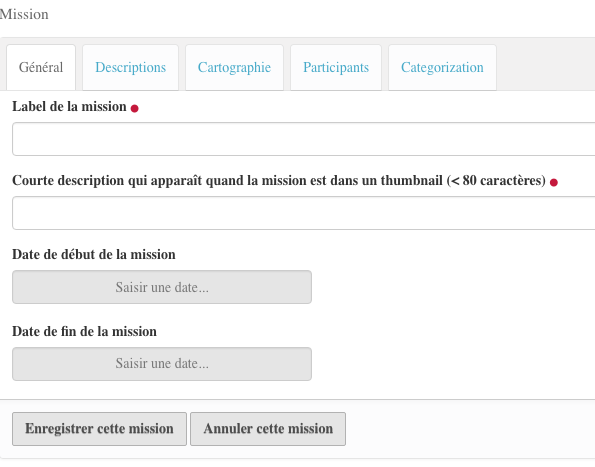 Mission
Général Descriptions Cartographie Participants Categorization
Label de la mission
Courte description qui apparaît quand la mission est dans un thumbnail (< 80 caractères)
Date de début de la mission
Saisir une date...
Date de fin de la mission
Saisir une date...
Enregistrer cette mission Annuler cette mission